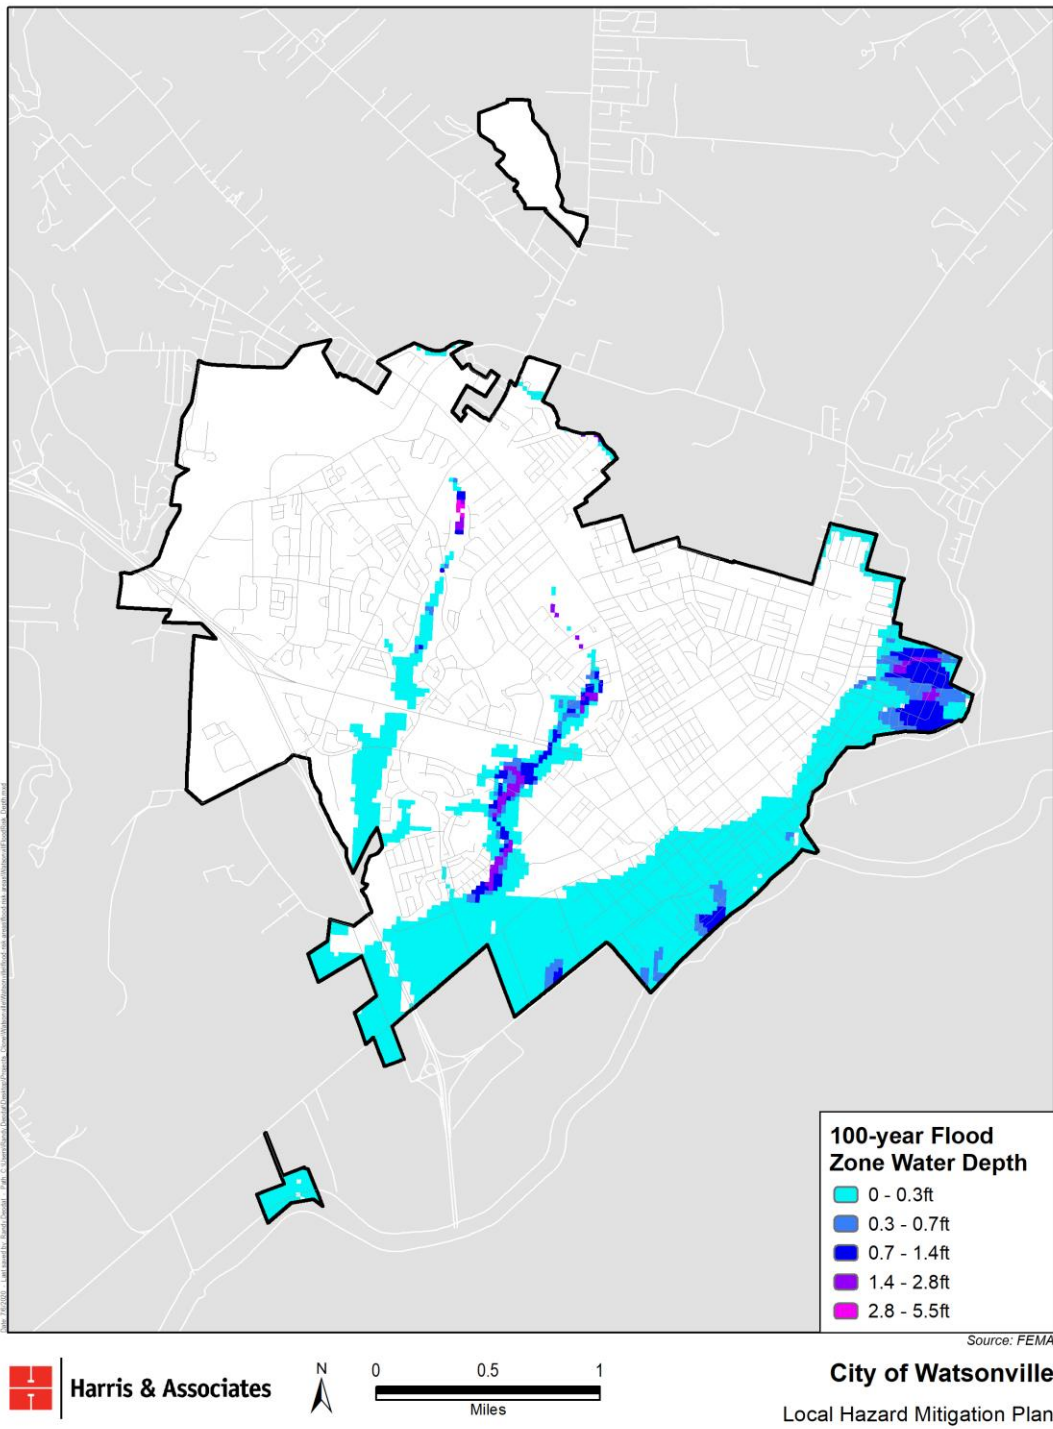 100-year Flood
Zone Water Depth
0 - 0.3ft
0.3 - 0.7ft
0.7 - 1.4ft
1.4 - 2.8ft
2.8 - 5.5ft
Source: FEMA
Harris & Associates
N
0 0.5 1
Miles
City of Watsonville
Local Hazard Mitigation Plan